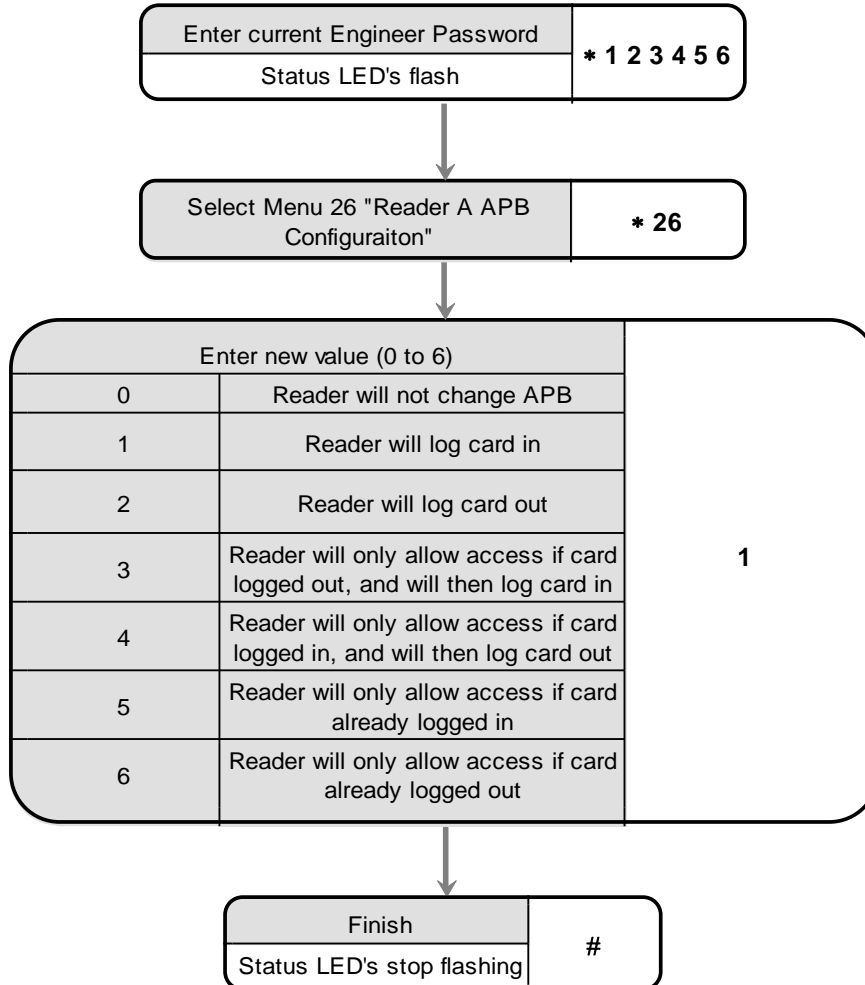 Enter current Engineer Password
∗ 1 2 3 4 5 6
Status LED's flash
Select Menu 26 "Reader A APB
Configuraiton"
∗ 26
Enter new value (0 to 6)
0
Reader will not change APB
1
Reader will log card in
2
Reader will log card out
3
Reader will only allow access if card
logged out, and will then log card in
4
Reader will only allow access if card
logged in, and will then log card out
5
Reader will only allow access if card
already logged in
6
Reader will only allow access if card
already logged out
1
Finish
Status LED's stop flashing
#